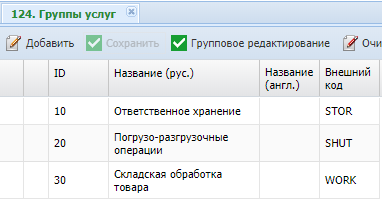 124. Группы услуг
Добавить Сохранить Групповое редактирование
ID Название (рус.) Название (англ.) Внешний код
10 Ответственное хранение STOR
20 Погрузо-разгрузочные операции SHUT
30 Складская обработка товара WORK